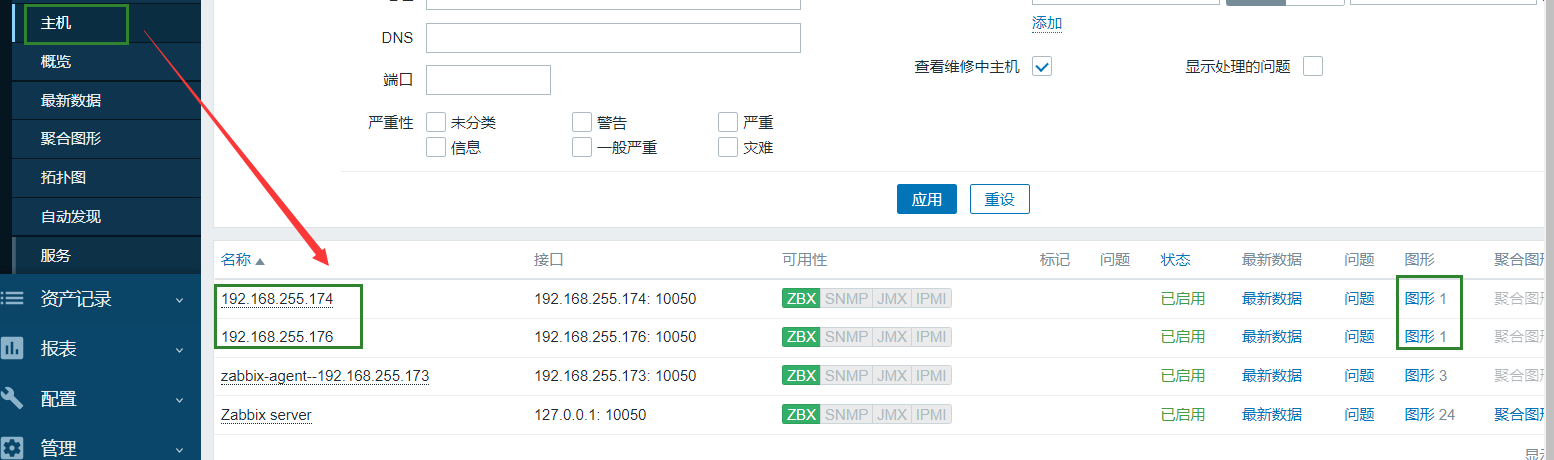 主机
概览
最新数据
聚合图形
拓扑图
自动发现
服务
资产记录
报表
配置
管理
DNS
端口
严重性 未分类 警告 严重
信息 一般严重 灾难
添加
查看维修中主机 显示处理的问题
应用 重设
名称 接口 可用性 标记 问题 状态 最新数据 问题 图形 聚合图形
192.168.255.174 192.168.255.174: 10050 ZBX SNMP JMX IPMI 已启用 最新数据 问题 图形 1 聚合图形
192.168.255.176 192.168.255.176: 10050 ZBX SNMP JMX IPMI 已启用 最新数据 问题 图形 1 聚合图形
zabbix-agent--192.168.255.173 192.168.255.173: 10050 ZBX SNMP JMX IPMI 已启用 最新数据 问题 图形 3 聚合图形
Zabbix server 127.0.0.1: 10050 ZBX SNMP JMX IPMI 已启用 最新数据 问题 图形 24 聚合图形